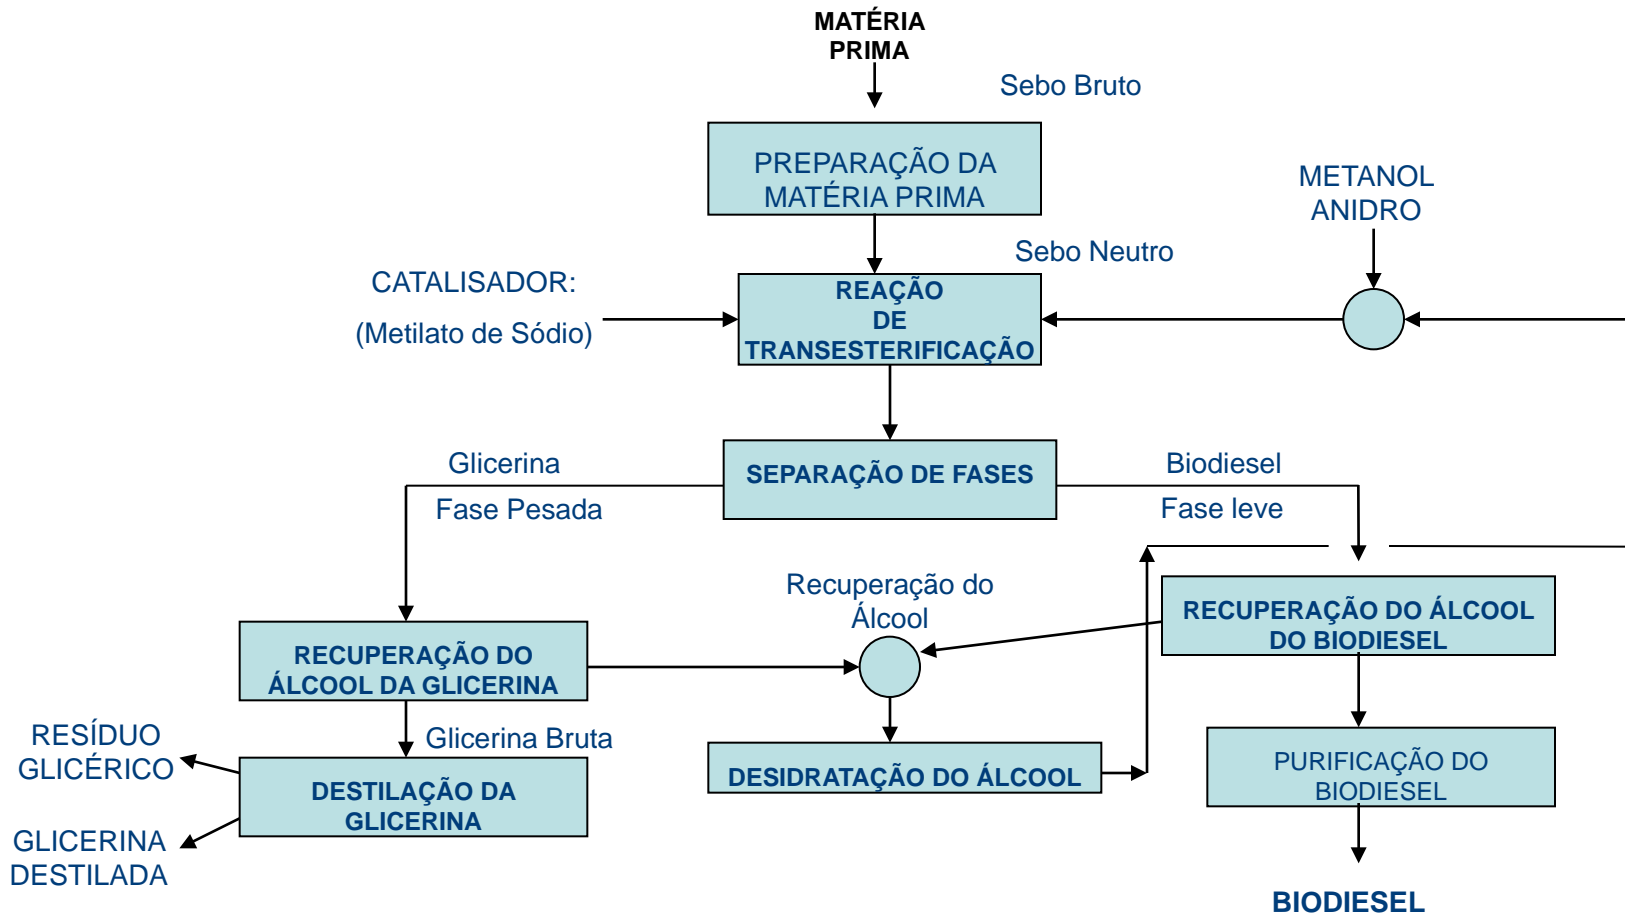 MATÉRIA
PRIMA
Sebo Bruto
PREPARAÇÃO DA
MATÉRIA PRIMA
METANOL
ANIDRO
Sebo Neutro
CATALISADOR:
(Metilato de Sódio)
REAÇÃO
DE
TRANSESTERIFICAÇÃO
Glicerina
Fase Pesada
SEPARAÇÃO DE FASES
Biodiesel
Fase leve
Recuperação do
Álcool
RECUPERAÇÃO DO ÁLCOOL
DO BIODIESEL
RECUPERAÇÃO DO
ÁLCOOL DA GLICERINA
Glicerina Bruta
RESÍDUO
GLICÉRICO
DESTILAÇÃO DA
GLICERINA
DESIDRATAÇÃO DO ÁLCOOL
PURIFICAÇÃO DO
BIODIESEL
GLICERINA
DESTILADA
BIODIESEL